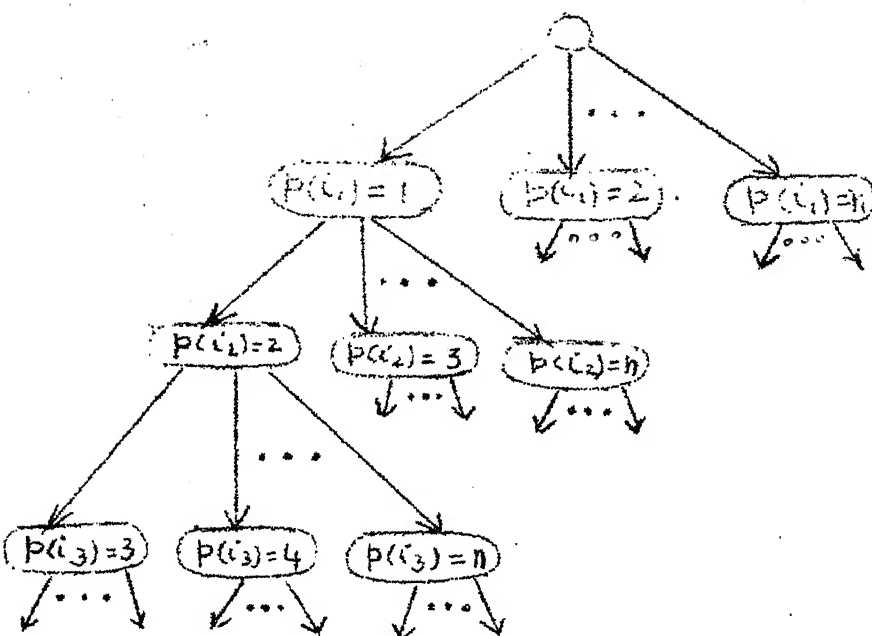 p(i₁)=1 p(i₁)=2 p(i₁)=n
p(i₂)=2 p(i₂)=3 p(i₂)=n
p(i₃)=3 p(i₃)=4 p(i₃)=n